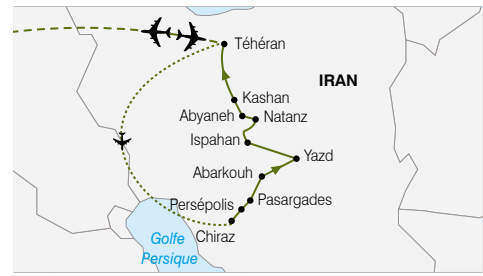 Téhéran
IRAN
Kashan
Abyaneh
Natanz
Ispahan
Yazd
Abarkouh
Pasargades
Persépolis
Chiraz
Golfe
Persique